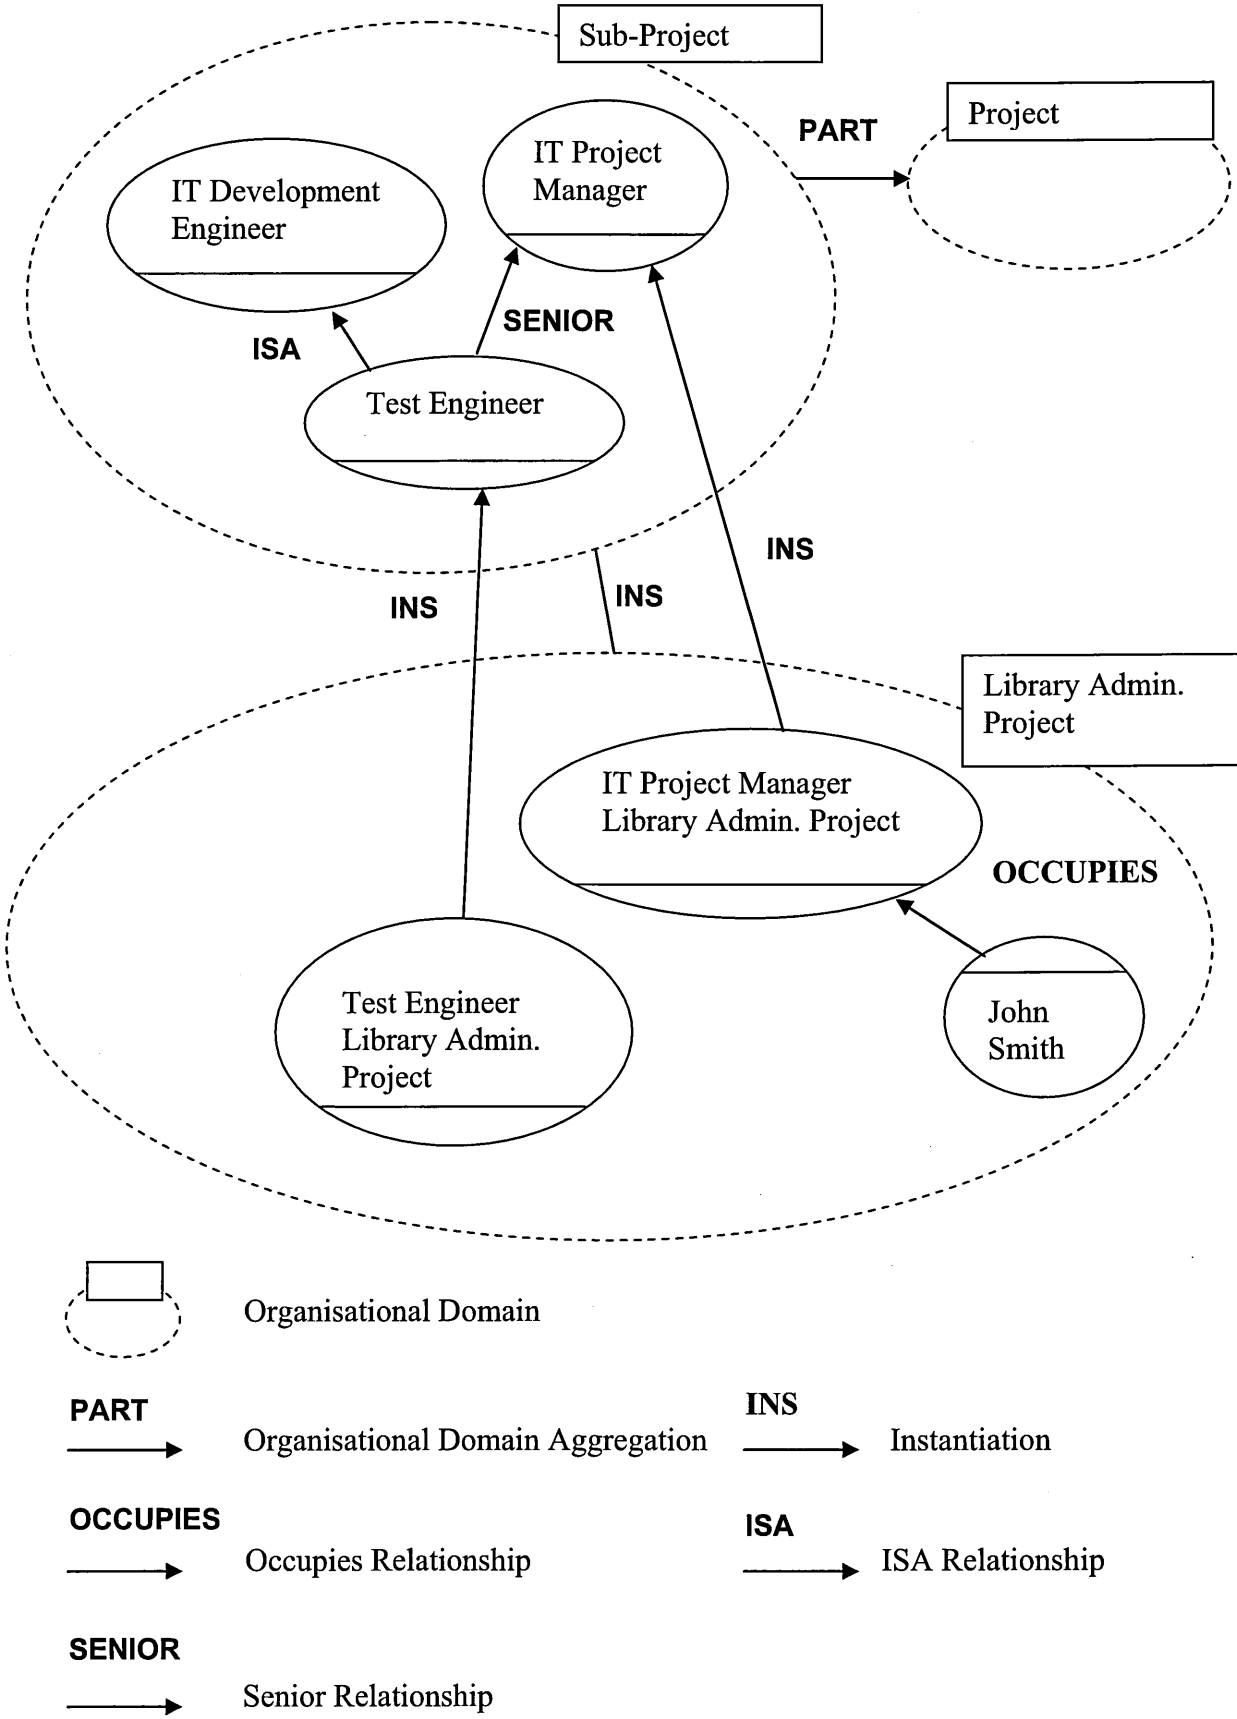 Sub-Project
Project
PART
IT Project
Manager
IT Development
Engineer
SENIOR
ISA
Test Engineer
INS
INS
INS
Library Admin.
Project
IT Project Manager
Library Admin. Project
OCCUPIES
Test Engineer
Library Admin.
Project
John
Smith
Organisational Domain
PART
Organisational Domain Aggregation
INS
Instantiation
OCCUPIES
Occupies Relationship
ISA
ISA Relationship
SENIOR
Senior Relationship